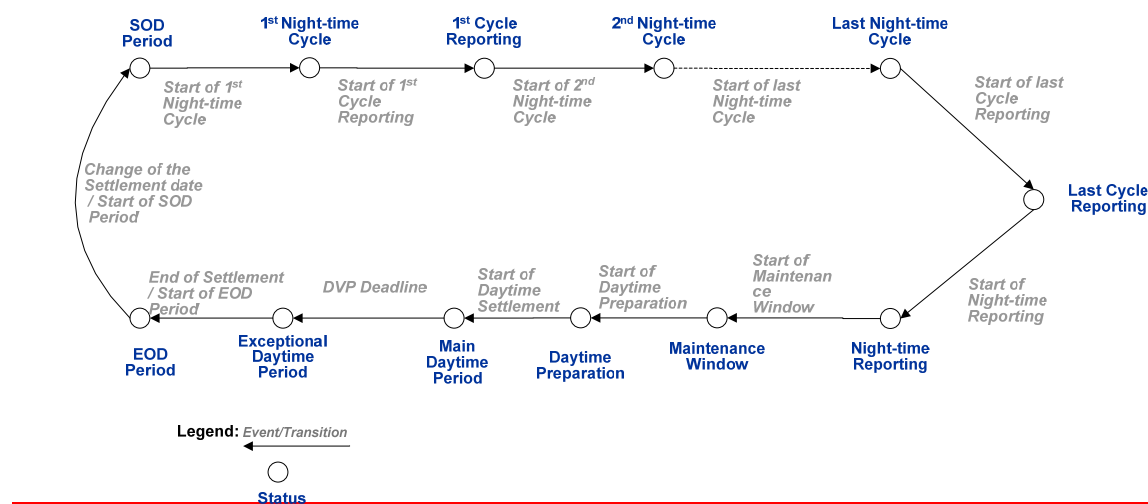 SOD
Period
1st Night-time
Cycle
1st Cycle
Reporting
2nd Night-time
Cycle
Last Night-time
Cycle
Start of 1st
Night-time
Cycle
Start of 1st
Cycle
Reporting
Start of 2nd
Night-time
Cycle
Start of last
Night-time
Cycle
Start of last
Cycle
Reporting
Change of the
Settlement date
/ Start of SOD
Period
Last Cycle
Reporting
End of Settlement
/ Start of EOD
Period
DVP Deadline
Start of
Daytime
Settlement
Start of
Daytime
Preparation
Start of
Maintenan
ce
Window
Start of
Night-time
Reporting
EOD
Period
Exceptional
Daytime
Period
Main
Daytime
Period
Daytime
Preparation
Maintenance
Window
Night-time
Reporting
Legend: Event/Transition
Status